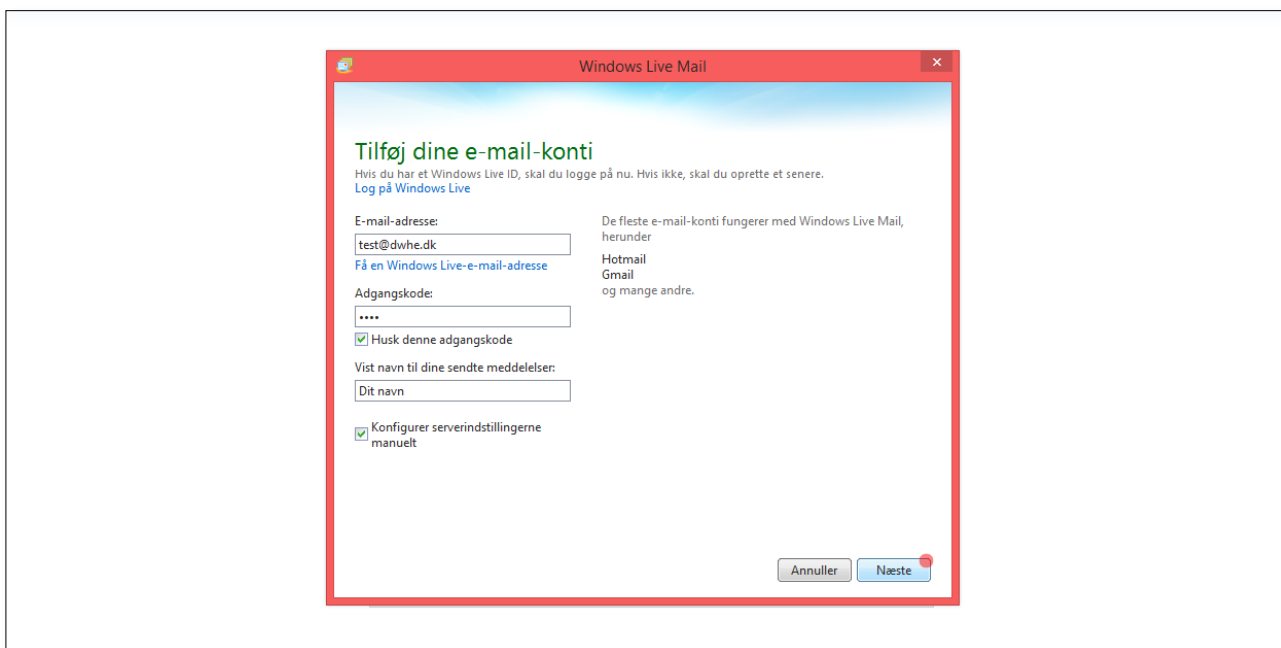 Windows Live Mail
Tilføj dine e-mail-konti
Hvis du har et Windows Live ID, skal du logge på nu. Hvis ikke, skal du oprette et senere.
Log på Windows Live
E-mail-adresse:
test@dwhe.dk
Få en Windows Live-e-mail-adresse
Adgangskode:
••••
Husk denne adgangskode
Vist navn til dine sendte meddelelser:
Dit navn
Konfigurer serverindstillingerne
manuelt
De fleste e-mail-konti fungerer med Windows Live Mail,
herunder
Hotmail
Gmail
og mange andre.
Annuller
Næste